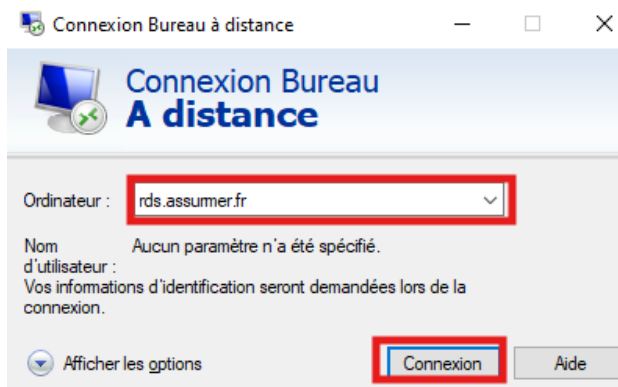 Connexion Bureau à distance
Connexion Bureau
A distance
Ordinateur :
rds.assurmer.fr
Nom
d'utilisateur :
Aucun paramètre n'a été spécifié.
Vos informations d'identification seront demandées lors de la
connexion.
Afficher les options
Connexion
Aide